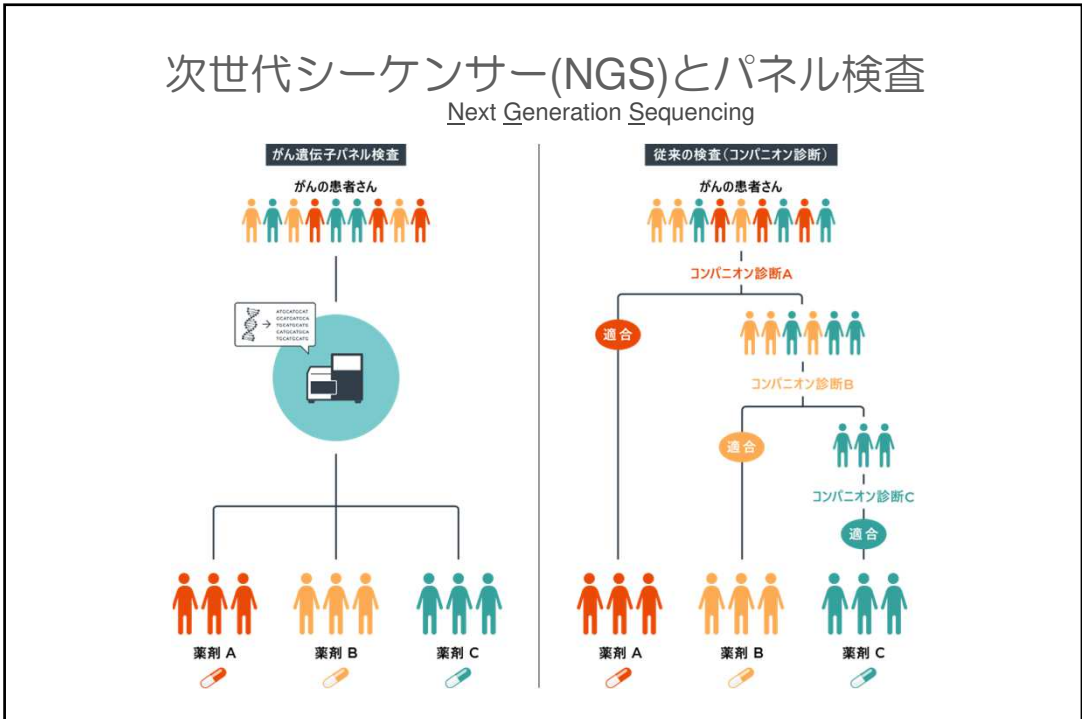 次世代シーケンサー(NGS)とパネル検査
Next Generation Sequencing
がん遺伝子パネル検査
がんの患者さん
ATGCATGCAT
GCATGCATGCA
TGCATGCATG
CATGCATGCA
TGCATGCATG
薬剤 A
薬剤 B
薬剤 C
従来の検査(コンパニオン診断)
がんの患者さん
コンパニオン診断A
適合
コンパニオン診断B
適合
コンパニオン診断C
適合
薬剤 A
薬剤 B
薬剤 C